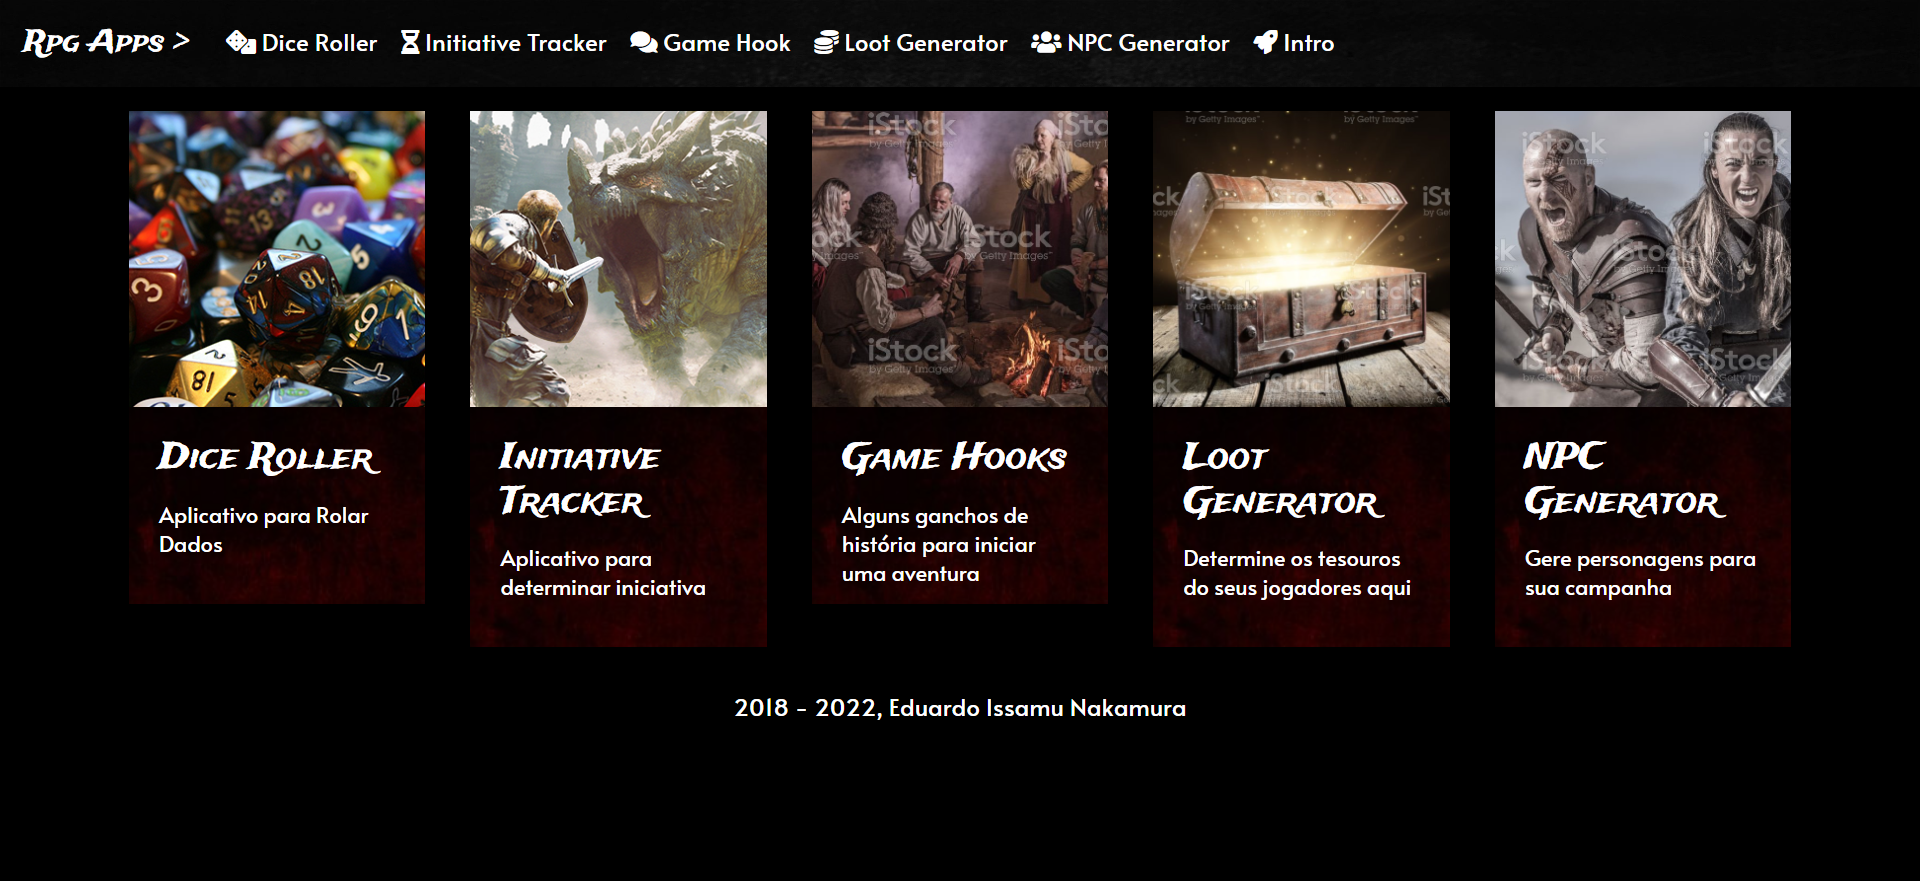 Rpg Apps > Dice Roller Initiative Tracker Game Hook Loot Generator NPC Generator Intro
iStock
by Getty Images™
Dice Roller
Aplicativo para Rolar
Dados
Initiative
Tracker
Aplicativo para
determinar iniciativa
Game Hooks
Alguns ganchos de
história para iniciar
uma aventura
Loot
Generator
Determine os tesouros
do seus jogadores aqui
NPC
Generator
Gere personagens para
sua campanha
2018 - 2022, Eduardo Issamu Nakamura